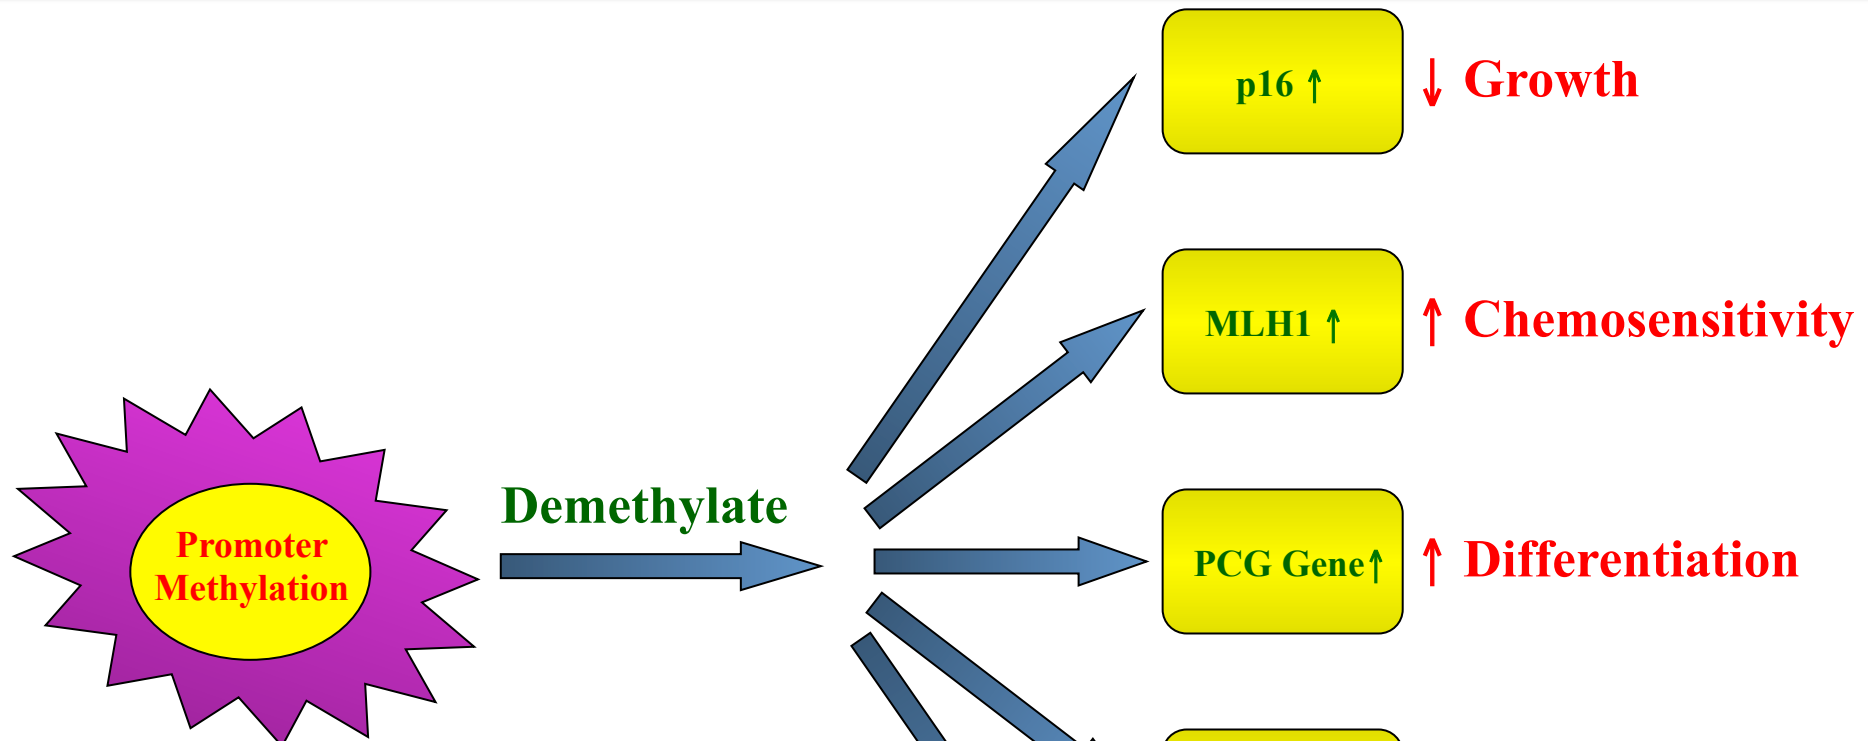 p16 ↑
↓ Growth
MLH1 ↑
↑ Chemosensitivity
Demethylate
Promoter
Methylation
PCG Gene↑
↑ Differentiation